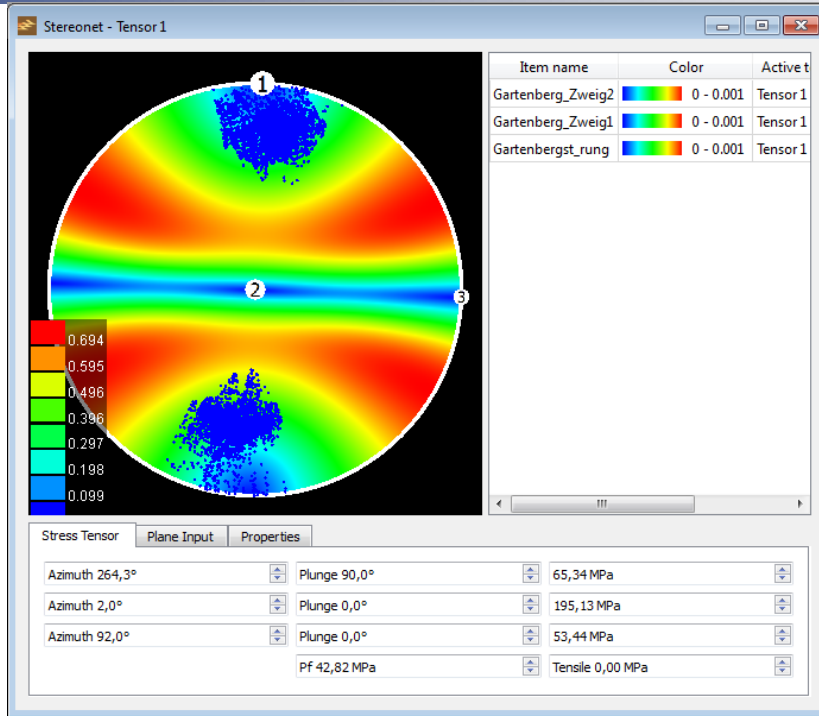 Stereonet - Tensor 1
Item name Color Active t
Gartenberg_Zweig2 0 - 0.001 Tensor 1
Gartenberg_Zweig1 0 - 0.001 Tensor 1
Gartenbergst_rung 0 - 0.001 Tensor 1
1
2
3
0.694
0.595
0.496
0.396
0.297
0.198
0.099
Stress Tensor Plane Input Properties
Azimuth 264,3° Plunge 90,0° 65,34 MPa
Azimuth 2,0° Plunge 0,0° 195,13 MPa
Azimuth 92,0° Plunge 0,0° 53,44 MPa
Pf 42,82 MPa Tensile 0,00 MPa